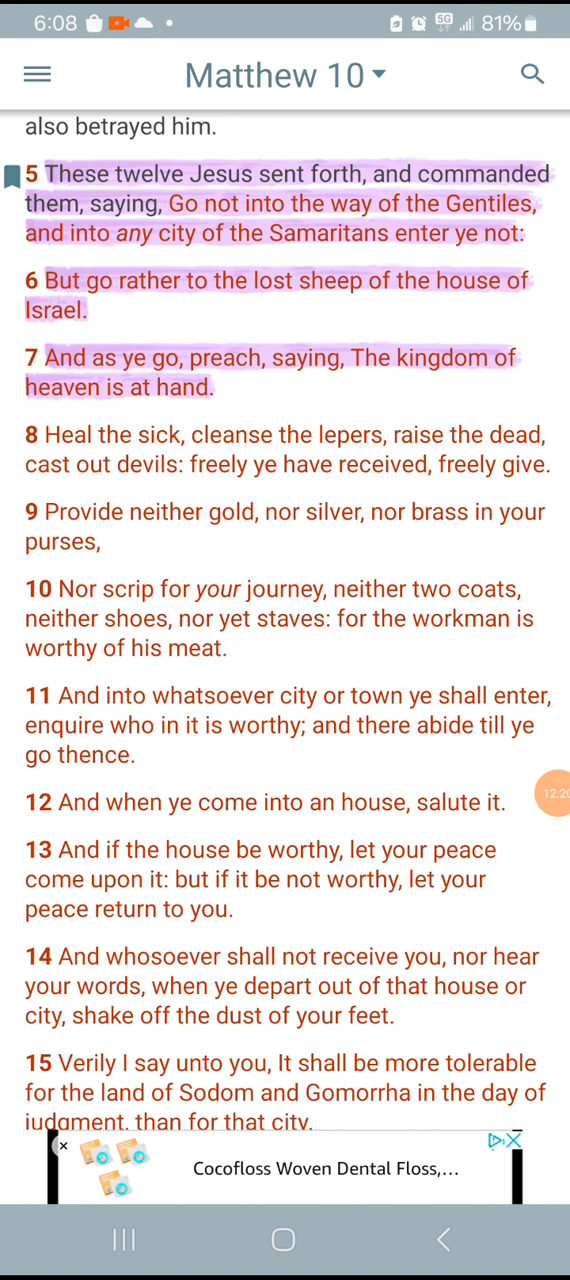 6:08
5G
81%
Matthew 10
also betrayed him.
5 These twelve Jesus sent forth, and commanded
them, saying, Go not into the way of the Gentiles,
and into any city of the Samaritans enter ye not:
6 But go rather to the lost sheep of the house of
Israel.
7 And as ye go, preach, saying, The kingdom of
heaven is at hand.
8 Heal the sick, cleanse the lepers, raise the dead,
cast out devils: freely ye have received, freely give.
9 Provide neither gold, nor silver, nor brass in your
purses,
10 Nor scrip for your journey, neither two coats,
neither shoes, nor yet staves: for the workman is
worthy of his meat.
11 And into whatsoever city or town ye shall enter,
enquire who in it is worthy; and there abide till ye
go thence.
12 And when ye come into an house, salute it.
12:20
13 And if the house be worthy, let your peace
come upon it: but if it be not worthy, let your
peace return to you.
14 And whosoever shall not receive you, nor hear
your words, when ye depart out of that house or
city, shake off the dust of your feet.
15 Verily I say unto you, It shall be more tolerable
for the land of Sodom and Gomorrha in the day of
judgment, than for that city.
Cocofloss Woven Dental Floss,...